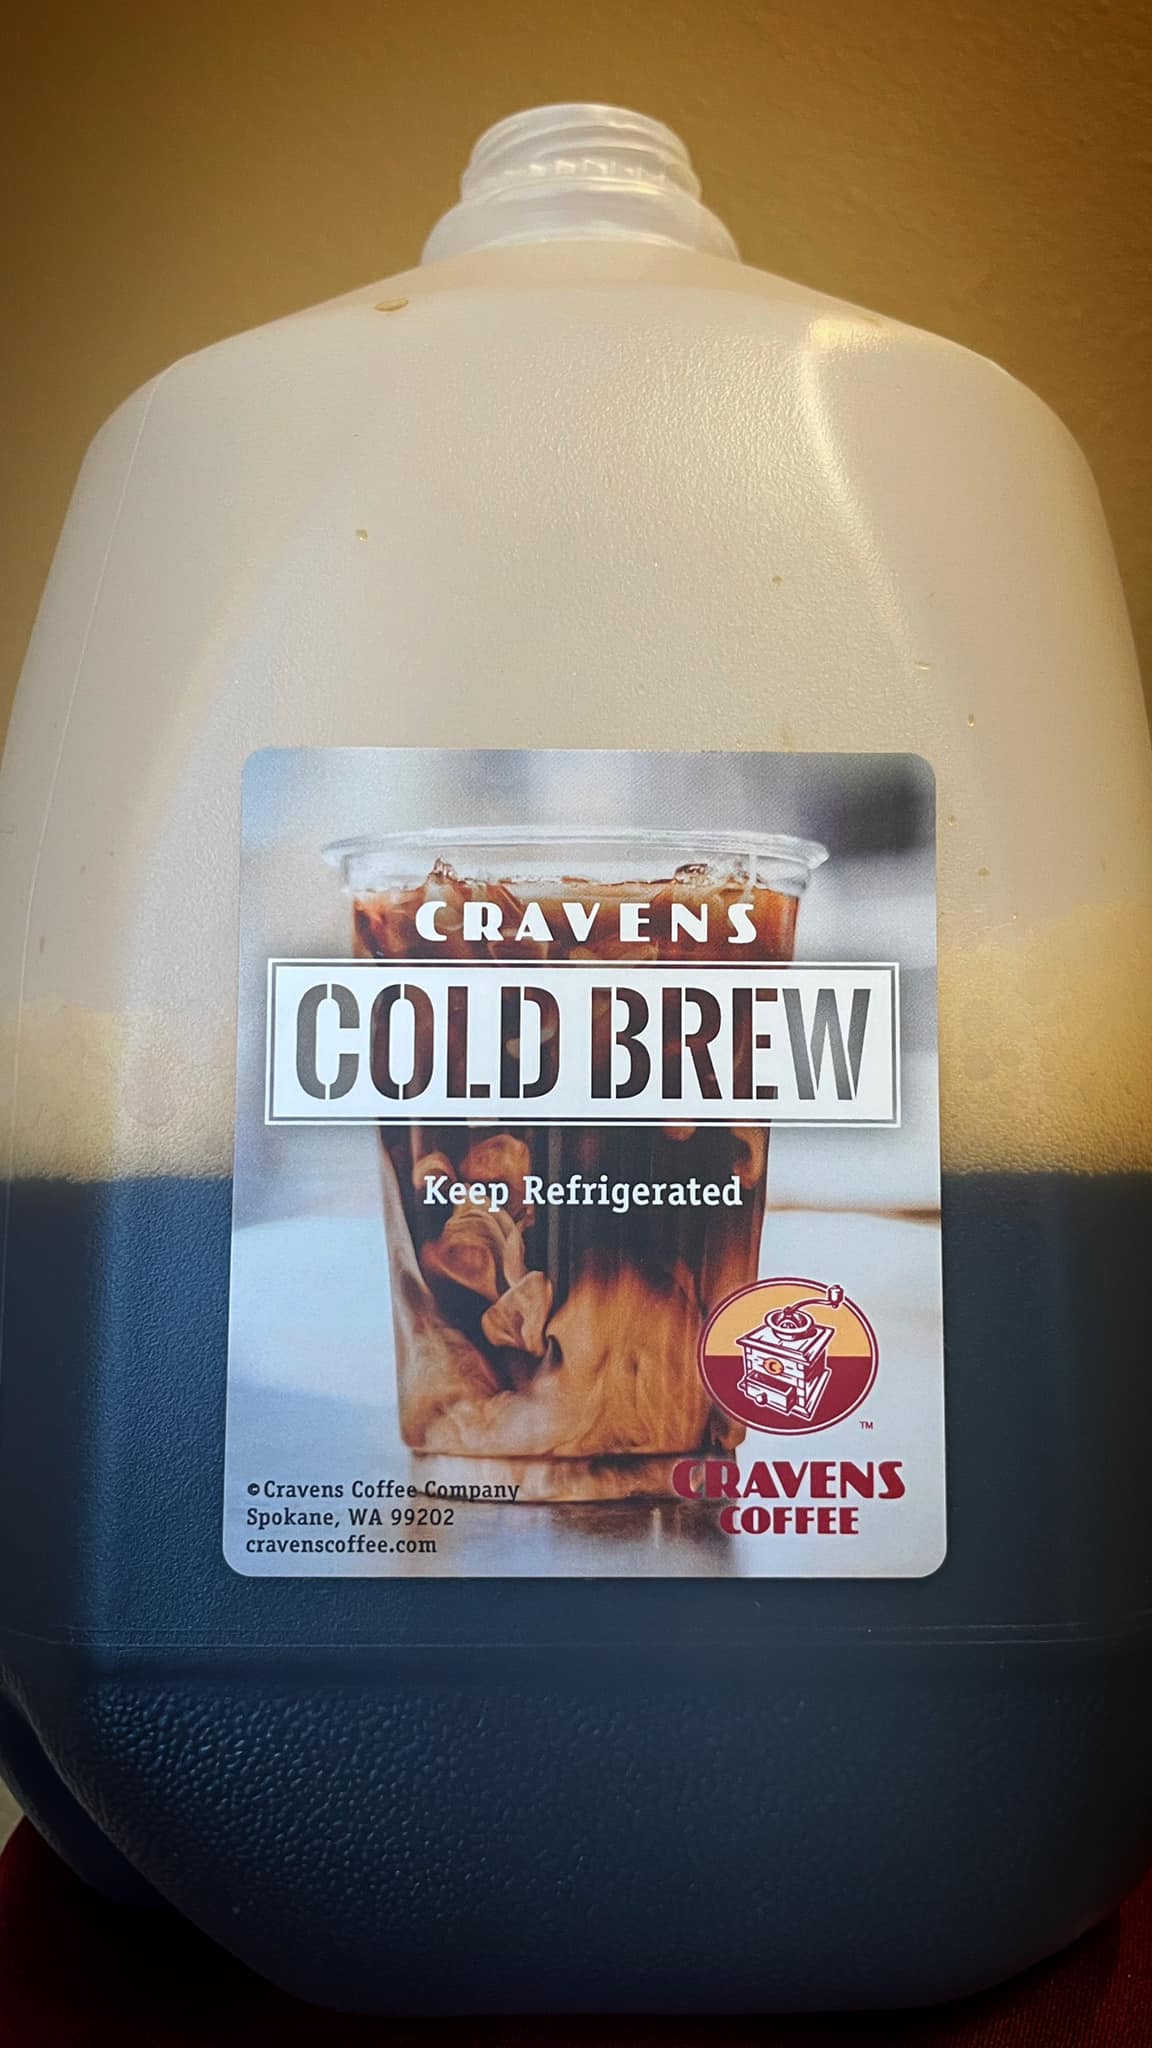 CRAVENS
COLD BREW
Keep Refrigerated
C
TM
CRAVENS
COFFEE
©Cravens Coffee Company
Spokane, WA 99202
cravenscoffee.com